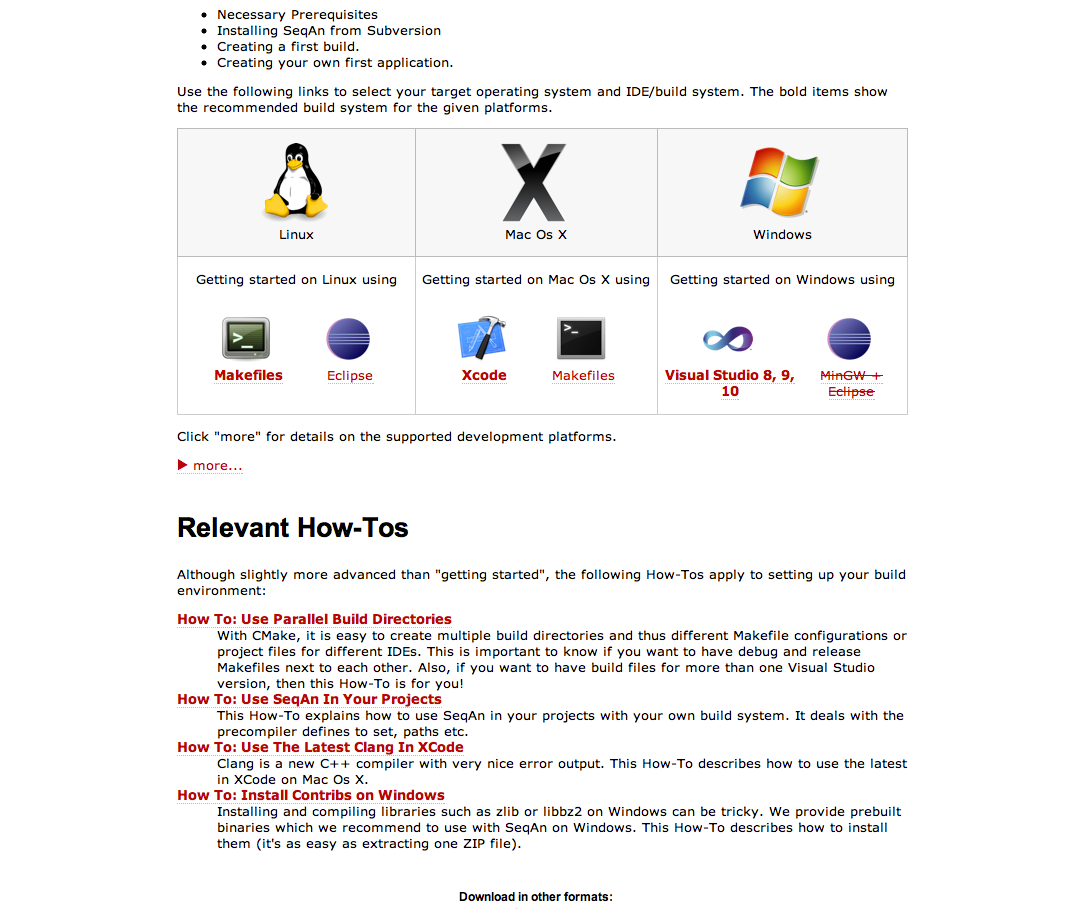 Necessary Prerequisites
Installing SeqAn from Subversion
Creating a first build.
Creating your own first application.
Use the following links to select your target operating system and IDE/build system. The bold items show
the recommended build system for the given platforms.
Linux
Mac Os X
Windows
Getting started on Linux using
Getting started on Mac Os X using
Getting started on Windows using
Makefiles
Eclipse
Xcode
Makefiles
Visual Studio 8, 9,
10
MinGW +
Eclipse
Click "more" for details on the supported development platforms.
more...
Relevant How-Tos
Although slightly more advanced than "getting started", the following How-Tos apply to setting up your build
environment:
How To: Use Parallel Build Directories
With CMake, it is easy to create multiple build directories and thus different Makefile configurations or
project files for different IDEs. This is important to know if you want to have debug and release
Makefiles next to each other. Also, if you want to have build files for more than one Visual Studio
version, then this How-To is for you!
How To: Use SeqAn In Your Projects
This How-To explains how to use SeqAn in your projects with your own build system. It deals with the
precompiler defines to set, paths etc.
How To: Use The Latest Clang In XCode
Clang is a new C++ compiler with very nice error output. This How-To describes how to use the latest
in XCode on Mac Os X.
How To: Install Contribs on Windows
Installing and compiling libraries such as zlib or libbz2 on Windows can be tricky. We provide prebuilt
binaries which we recommend to use with SeqAn on Windows. This How-To describes how to install
them (it's as easy as extracting one ZIP file).
Download in other formats: